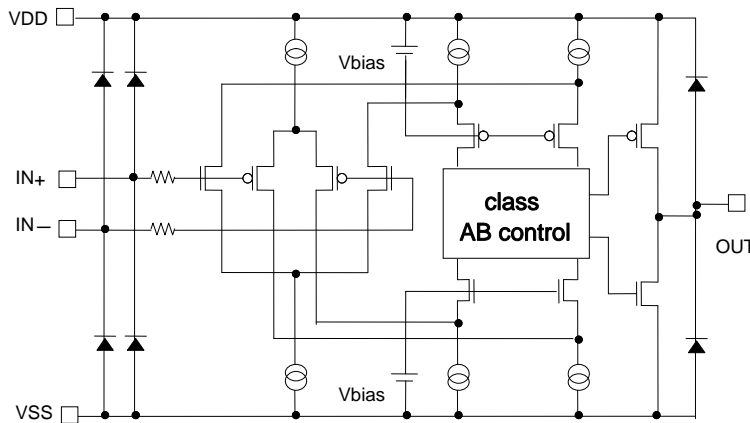 VDD
Vbias
IN+
IN−
class
AB control
OUT
Vbias
VSS